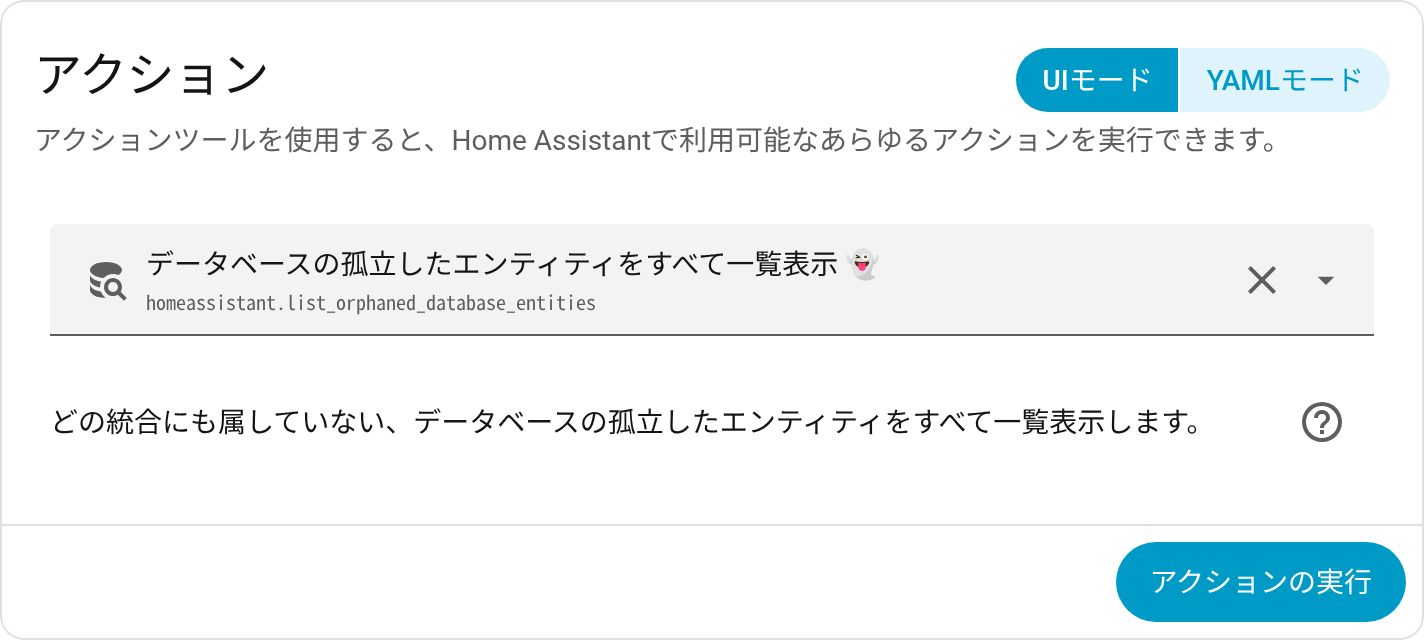 アクション
UIモード
YAMLモード
アクションツールを使用すると、Home Assistantで利用可能なあらゆるアクションを実行できます。
データベースの孤立したエンティティをすべて一覧表示 👻
homeassistant.list_orphaned_database_entities
どの統合にも属していない、データベースの孤立したエンティティをすべて一覧表示します。
アクションの実行